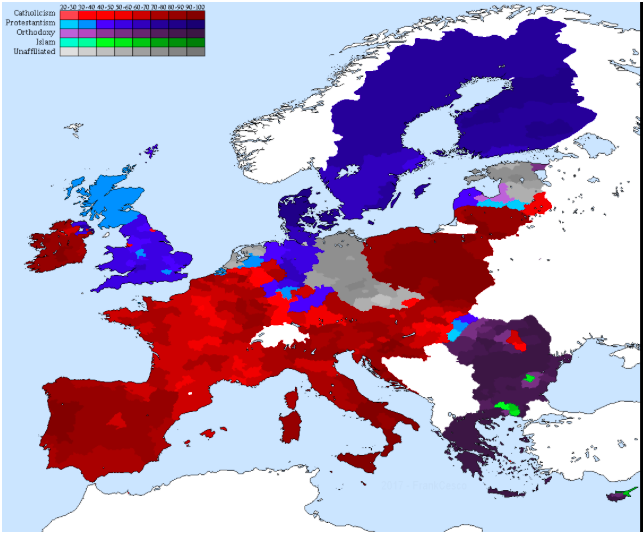 20-30 30-40 40-50 50-60 60-70 70-80 80-90 90-100
Catholicism
Protestantism
Orthodoxy
Islam
Unaffiliated